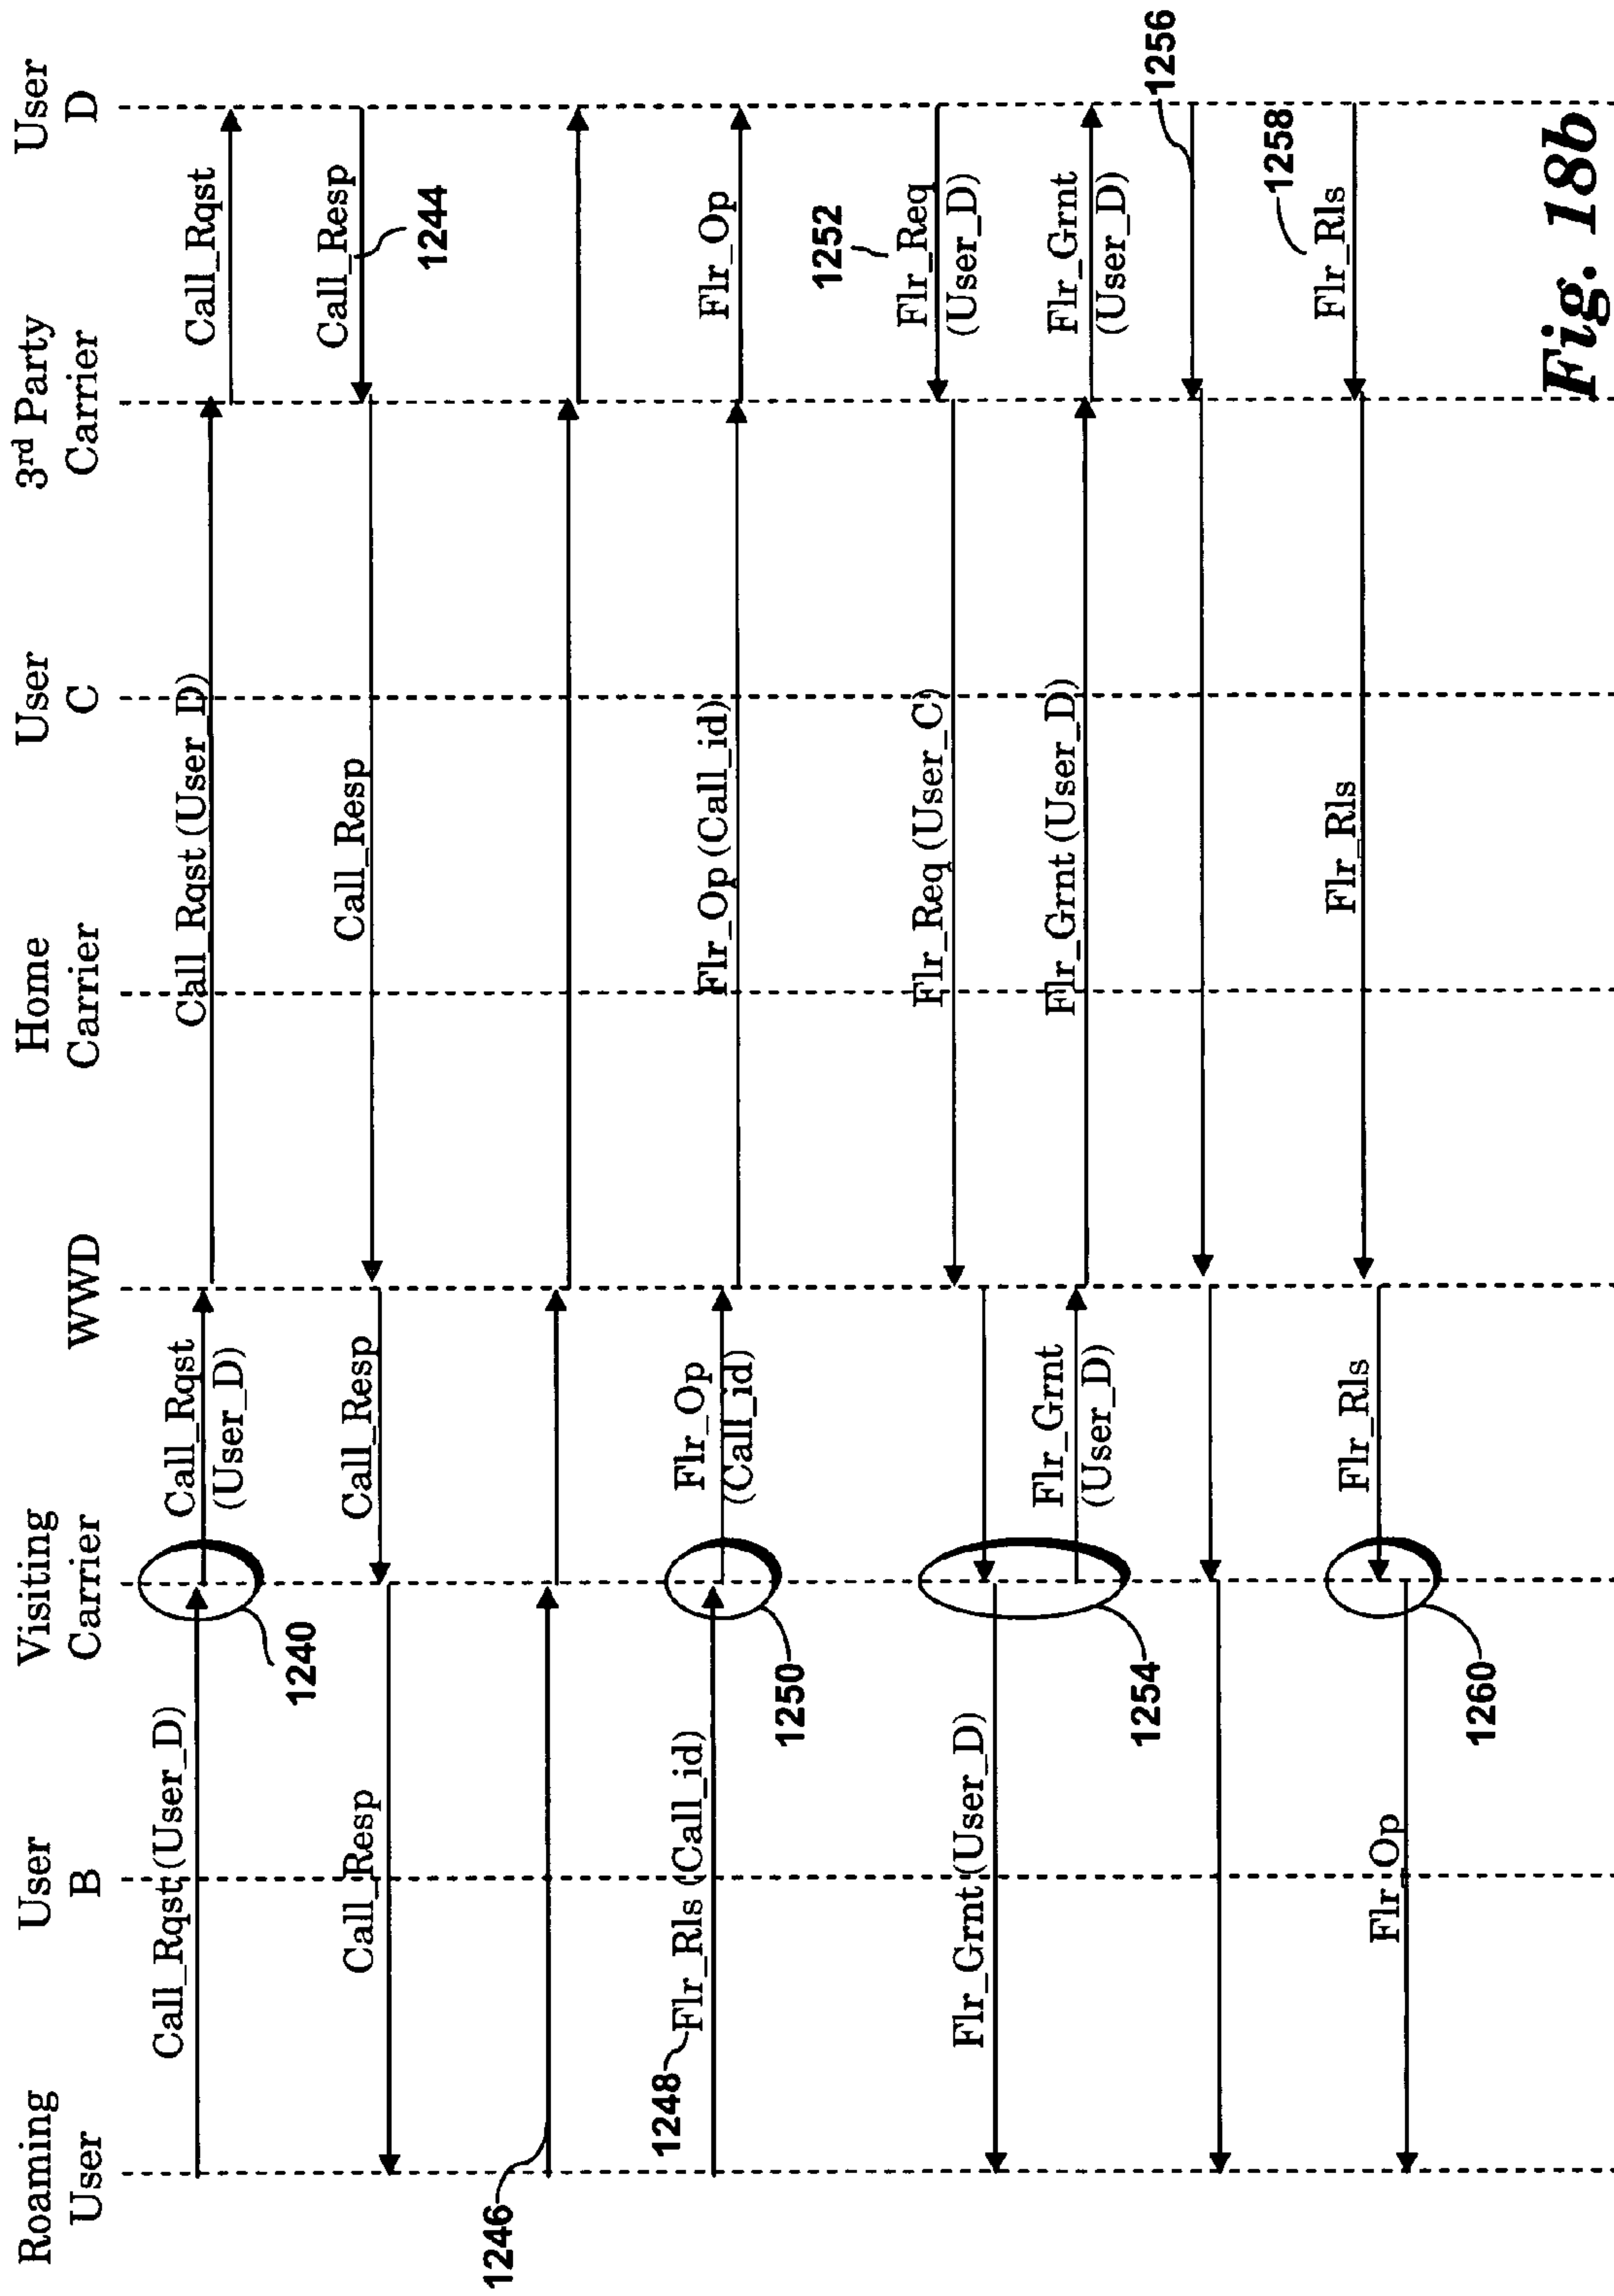 Roaming
User
User
B
Visiting
Carrier
WWD
Home
Carrier
User
C
3rd Party
Carrier
User
D
Call_Rqst (User_D)
Call_Rqst
(User_D)
Call_Rqst (User_D)
Call_Rqst
1240
Call_Resp
Call_Resp
Call_Resp
Call_Resp
1244
1246
1248
Flr_Rls (Call_id)
Flr_Op
(Call_id)
Flr_Op (Call_id)
Flr_Op
1250
1252
Flr_Grnt (User_D)
Flr_Req (User_C)
Flr_Req
(User_D)
Flr_Grnt
(User_D)
Flr_Grnt (User_D)
Flr_Grnt
(User_D)
1254
1256
1258
Flr_Op
Flr_Rls
Flr_Rls
Flr_Rls
1260
Fig. 18b